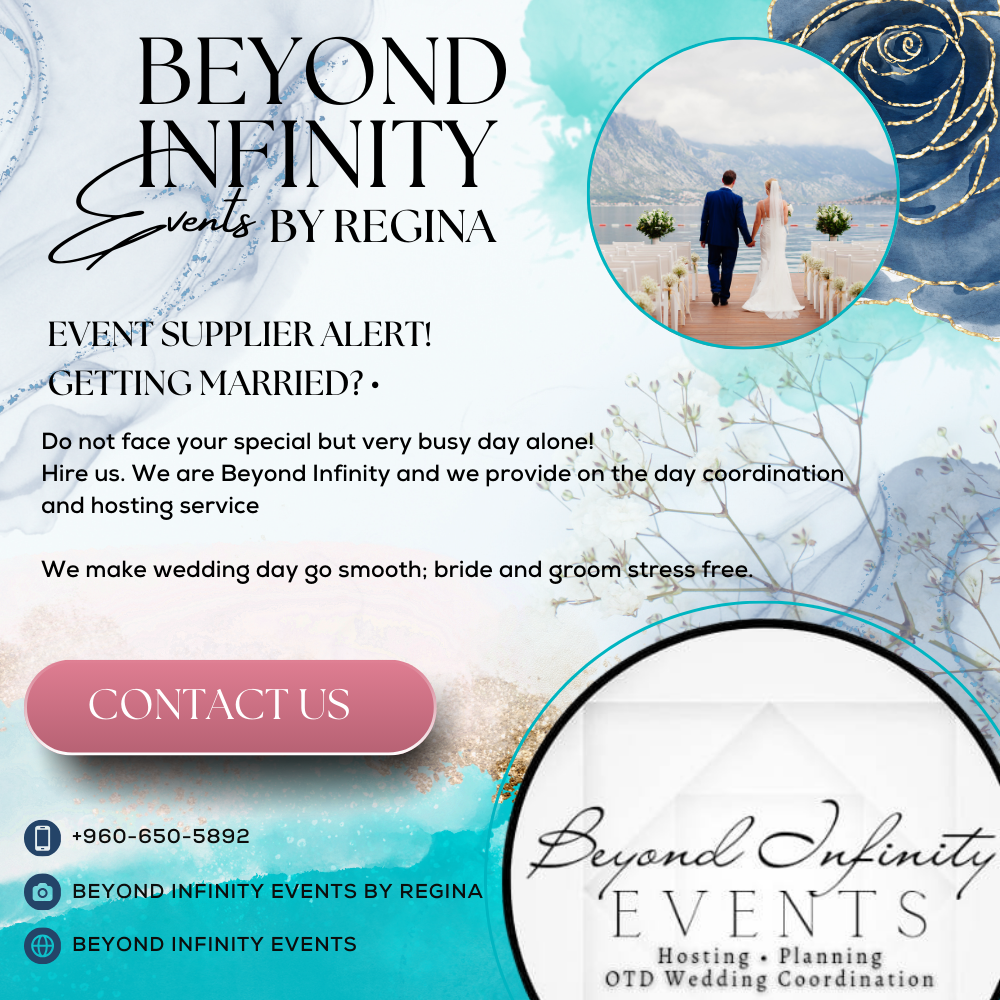 BEYOND
INFINITY
Events BY REGINA
EVENT SUPPLIER ALERT!
GETTING MARRIED? •
Do not face your special but very busy day alone!
Hire us. We are Beyond Infinity and we provide on the day coordination
and hosting service
We make wedding day go smooth; bride and groom stress free.
CONTACT US
+960-650-5892
BEYOND INFINITY EVENTS BY REGINA
BEYOND INFINITY EVENTS
Beyond Infinity
EVENTS
Hosting • Planning
OTD Wedding Coordination